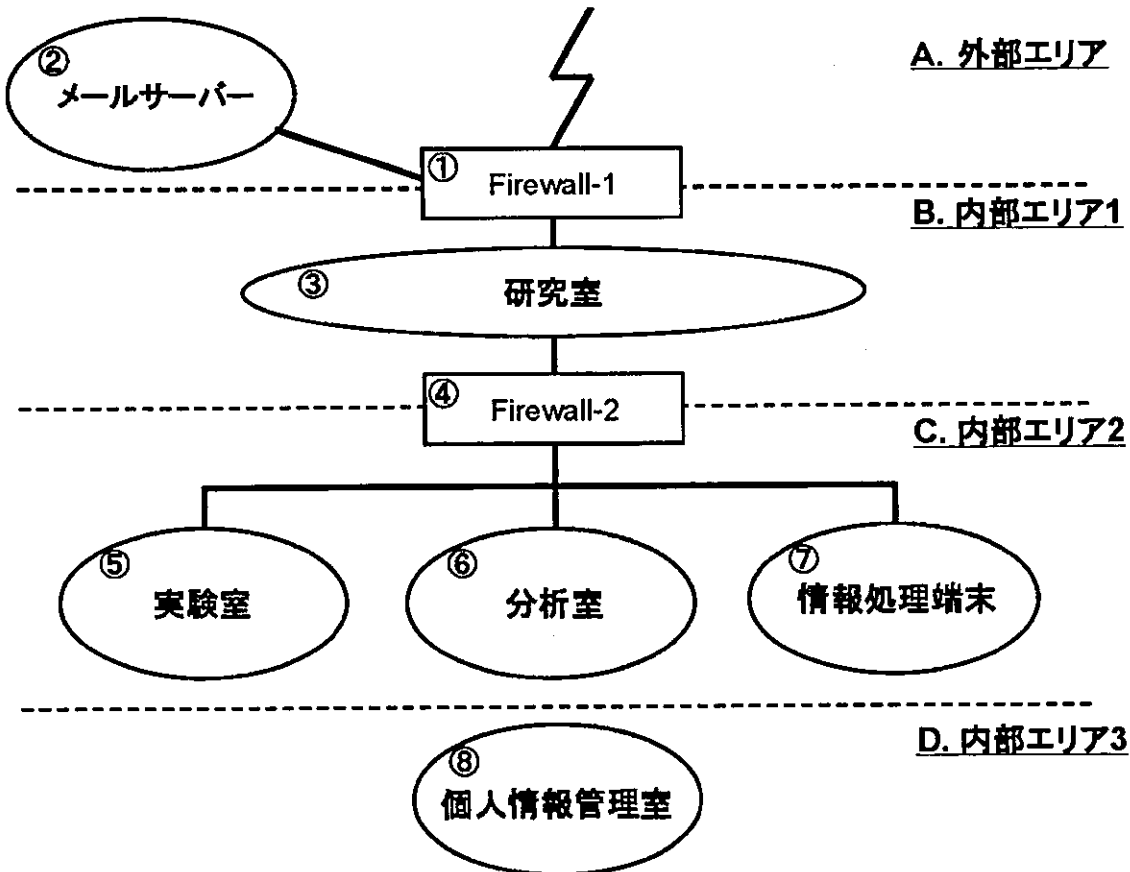 A. 外部エリア
②
メールサーバー
①
Firewall-1
B. 内部エリア1
③
研究室
④
Firewall-2
C. 内部エリア2
⑤
実験室
⑥
分析室
⑦
情報処理端末
D. 内部エリア3
⑧
個人情報管理室